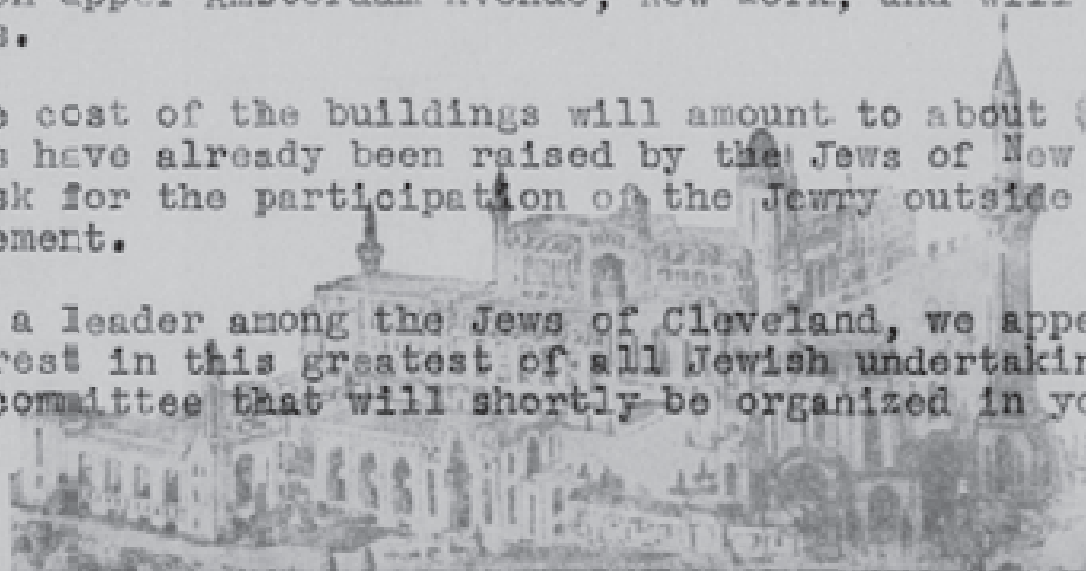 on upper Amsterdam Avenue, New York, and will
s.
e cost of the buildings will amount to about $
s have already been raised by the Jews of New
sk for the participation of the Jewry outside
ement.
a leader among the Jews of Cleveland, we appe
rest in this greatest of all Jewish undertakin
committee that will shortly be organized in yo